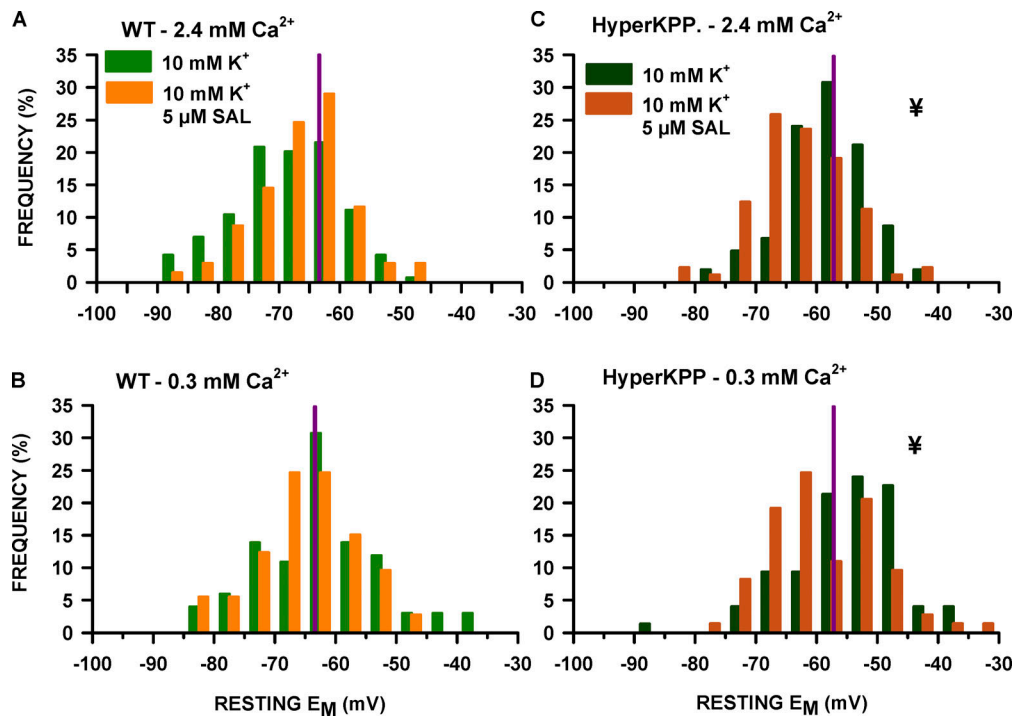 A
WT - 2.4 mM Ca²⁺
10 mM K⁺
10 mM K⁺
5 µM SAL
FREQUENCY (%)
35
30
25
20
15
10
5
0
-100 -90 -80 -70 -60 -50 -40 -30
B
WT - 0.3 mM Ca²⁺
FREQUENCY (%)
35
30
25
20
15
10
5
0
-100 -90 -80 -70 -60 -50 -40 -30
RESTING E_M (mV)
C
HyperKPP. - 2.4 mM Ca²⁺
10 mM K⁺
10 mM K⁺
5 µM SAL
¥
35
30
25
20
15
10
5
0
-100 -90 -80 -70 -60 -50 -40 -30
D
HyperKPP - 0.3 mM Ca²⁺
¥
35
30
25
20
15
10
5
0
-100 -90 -80 -70 -60 -50 -40 -30
RESTING E_M (mV)